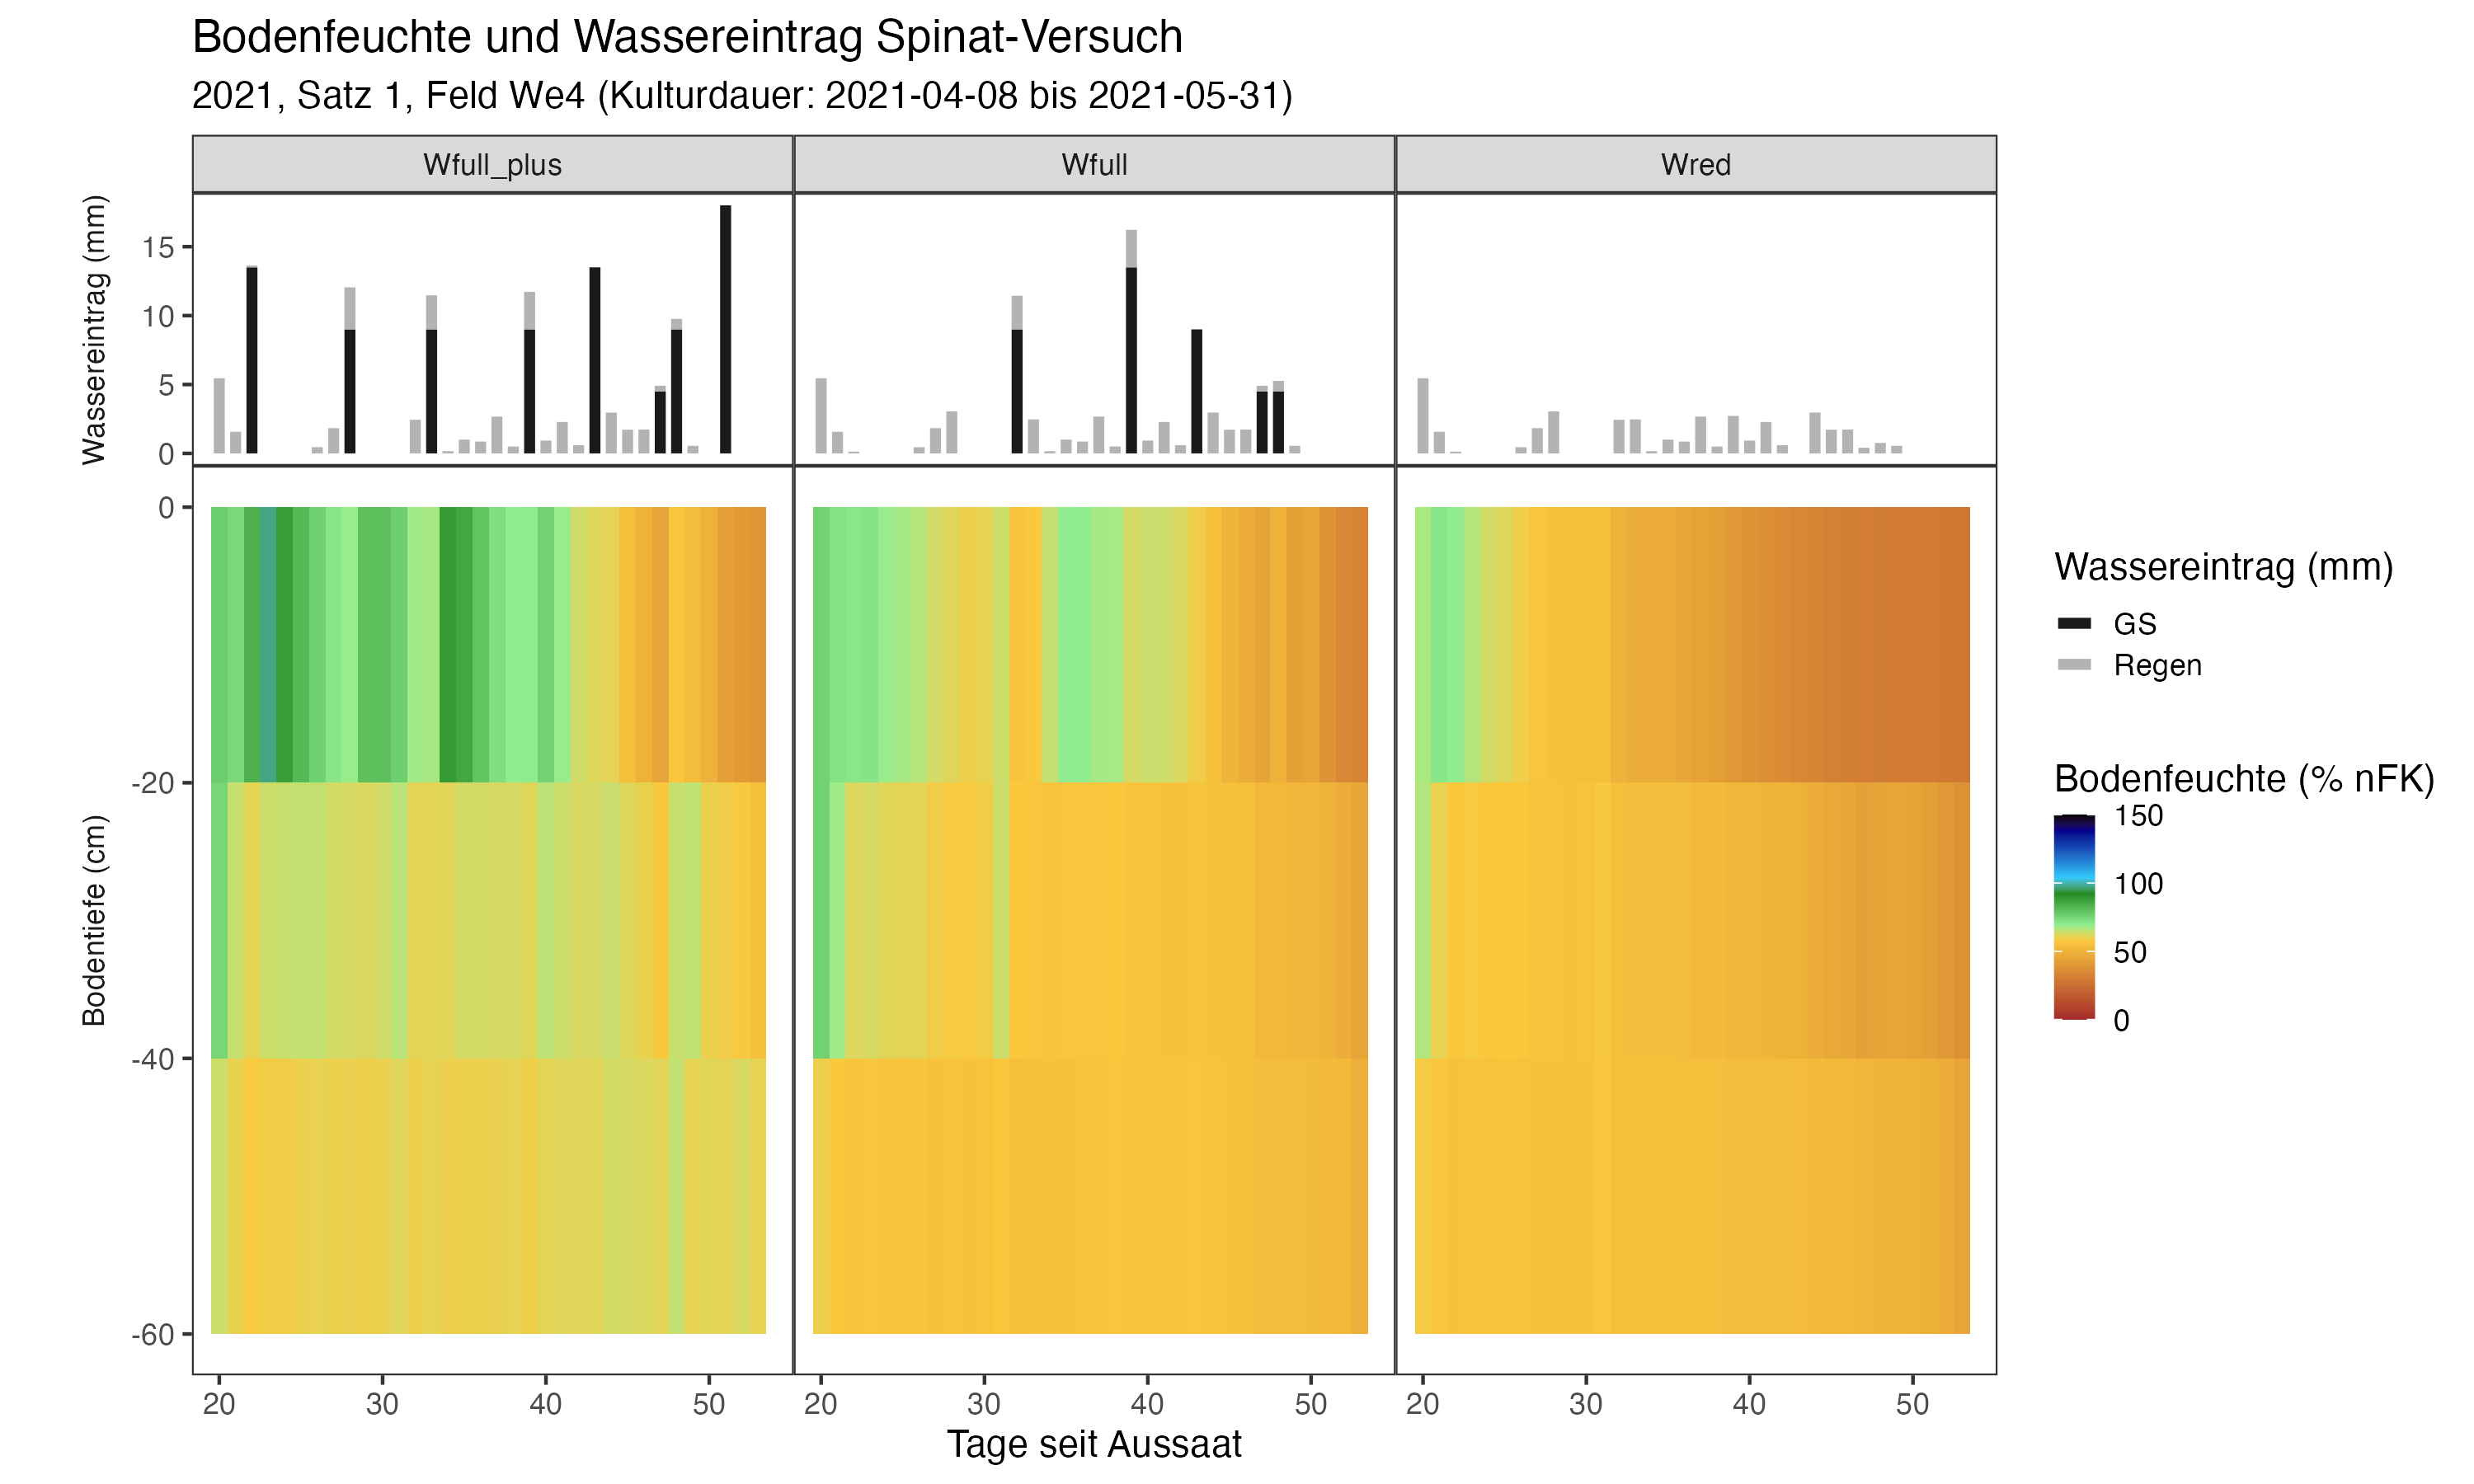 Bodenfeuchte und Wassereintrag Spinat-Versuch
2021, Satz 1, Feld We4 (Kulturdauer: 2021-04-08 bis 2021-05-31)
Wfull_plus
Wfull
Wred
Wassereintrag (mm)
15
10
5
0
Bodentiefe (cm)
0
-20
-40
-60
20
30
40
50
20
30
40
50
20
30
40
50
Tage seit Aussaat
Wassereintrag (mm)
GS
Regen
Bodenfeuchte (% nFK)
150
100
50
0